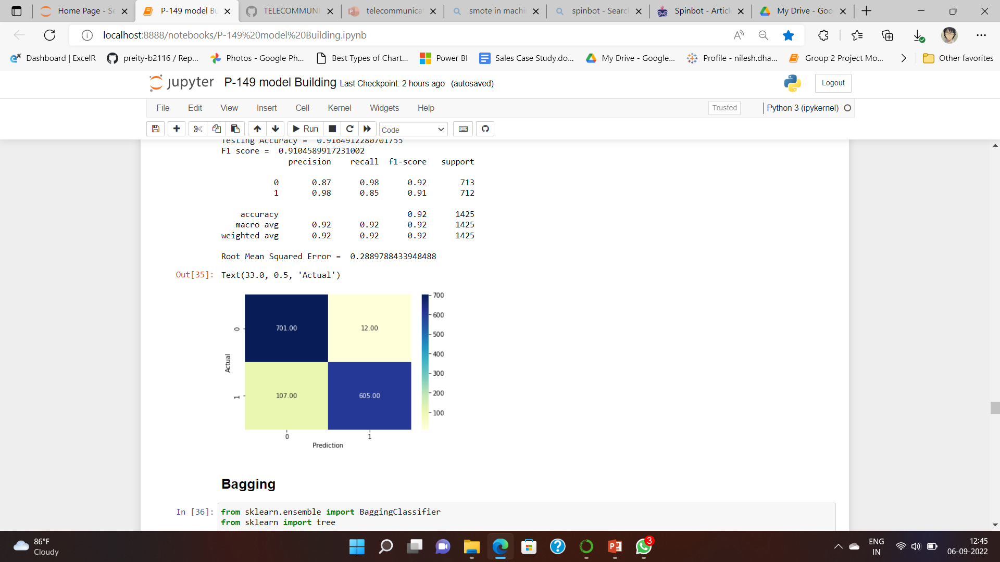 Home Page - Se
P-149 model Bu
TELECOMMUNI
telecommunicat
smote in machi
spinbot - Search
Spinbot - Article
My Drive - Goo
localhost:8888/notebooks/P-149%20model%20Building.ipynb
Dashboard | ExcelR
preity-b2116 / Rep...
Photos - Google Ph...
Best Types of Chart...
Power BI
Sales Case Study.do...
My Drive - Google...
Profile - nilesh.dha...
Group 2 Project Mo...
Other favorites
jupyter P-149 model Building Last Checkpoint: 2 hours ago (autosaved)
Logout
File Edit View Insert Cell Kernel Widgets Help
Trusted
Python 3 (ipykernel)
Run
Code
Testing Accuracy = 0.9164912280701755
F1 score = 0.9104589917231002
precision recall f1-score support
0 0.87 0.98 0.92 713
1 0.98 0.85 0.91 712
accuracy 0.92 1425
macro avg 0.92 0.92 0.92 1425
weighted avg 0.92 0.92 0.92 1425
Root Mean Squared Error = 0.2889788433948488
Out[35]: Text(33.0, 0.5, 'Actual')
700
600
500
400
300
200
100
701.00 12.00
107.00 605.00
0
1
Actual
0 1
Prediction
Bagging
In [36]: from sklearn.ensemble import BaggingClassifier
from sklearn import tree
86°F
Cloudy
3
ENG
IN
12:45
06-09-2022